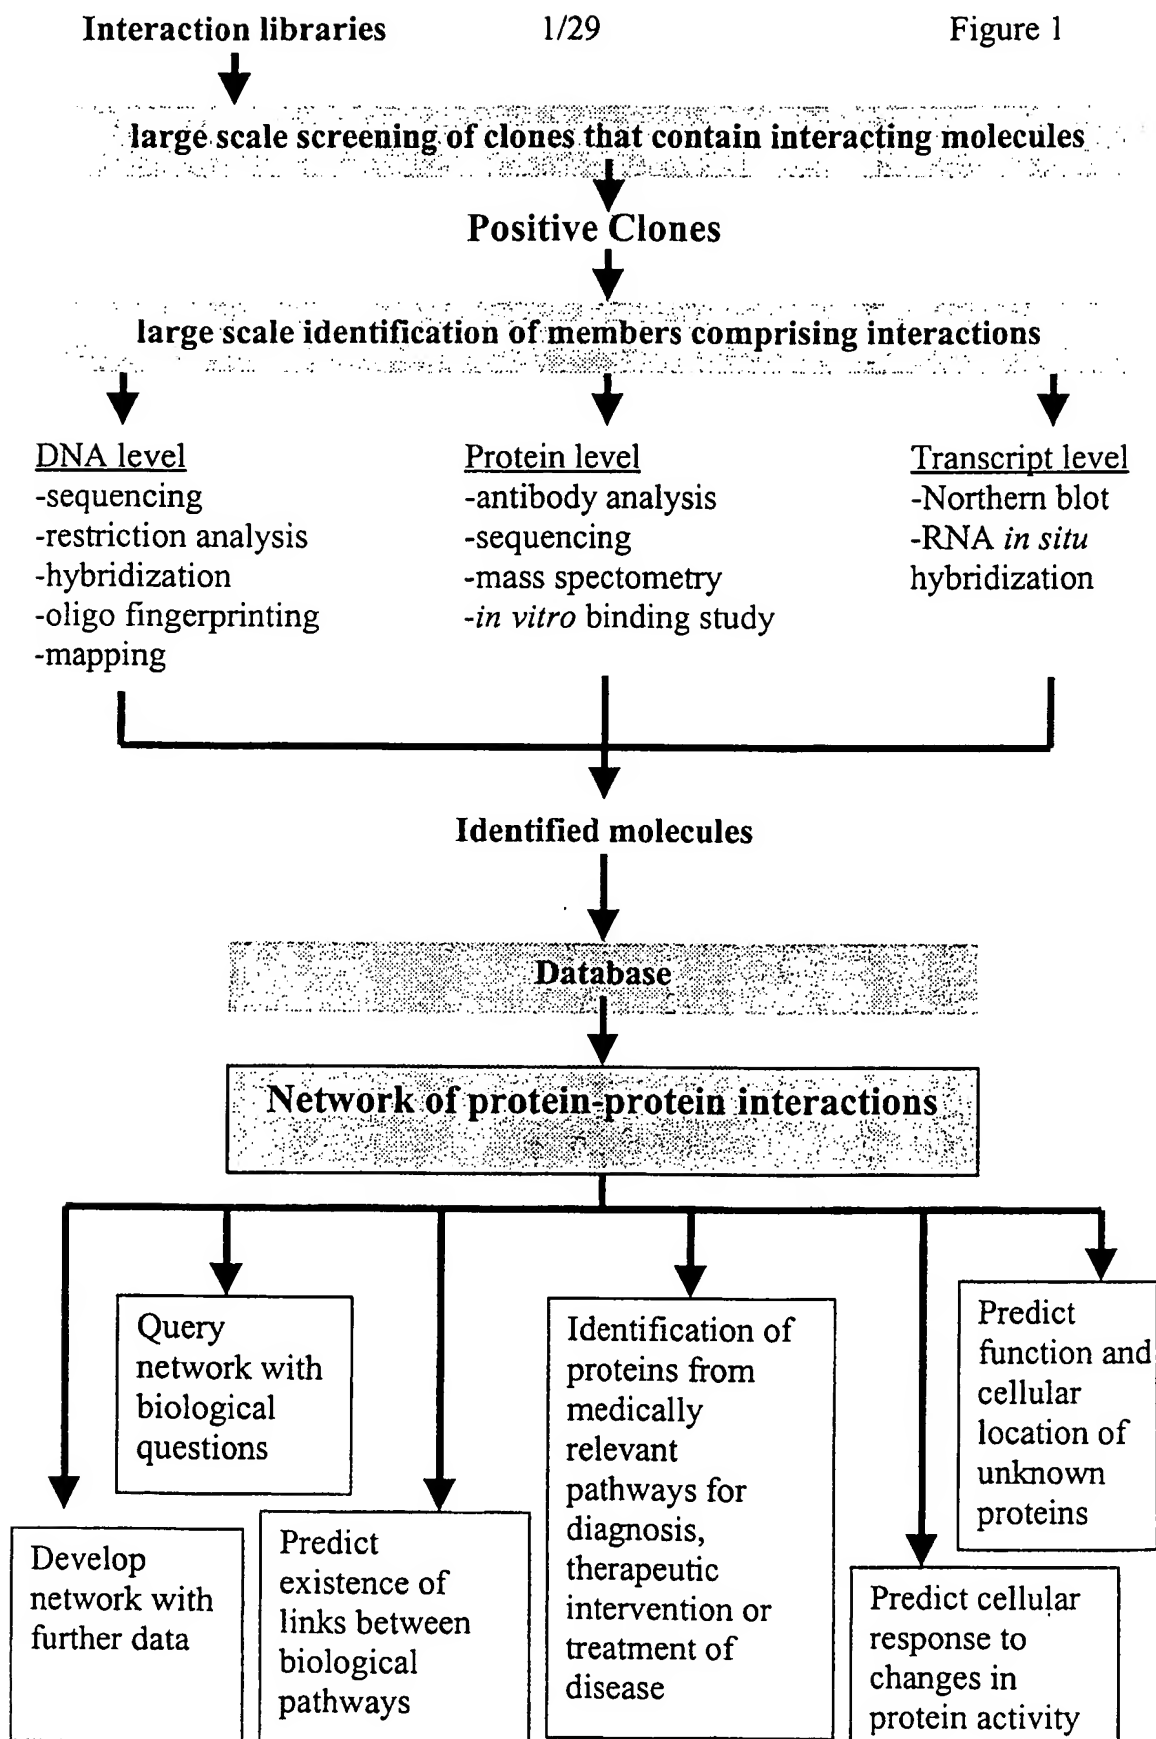 Interaction libraries
1/29
Figure 1
large scale screening of clones that contain interacting molecules
Positive Clones
large scale identification of members comprising interactions
DNA level
-sequencing
-restriction analysis
-hybridization
-oligo fingerprinting
-mapping
Protein level
-antibody analysis
-sequencing
-mass spectometry
-in vitro binding study
Transcript level
-Northern blot
-RNA in situ
hybridization
Identified molecules
Database
Network of protein-protein interactions
Develop
network with
further data
Query
network with
biological
questions
Predict
existence of
links between
biological
pathways
Identification of
proteins from
medically
relevant
pathways for
diagnosis,
therapeutic
intervention or
treatment of
disease
Predict cellular
response to
changes in
protein activity
Predict
function and
cellular
location of
unknown
proteins